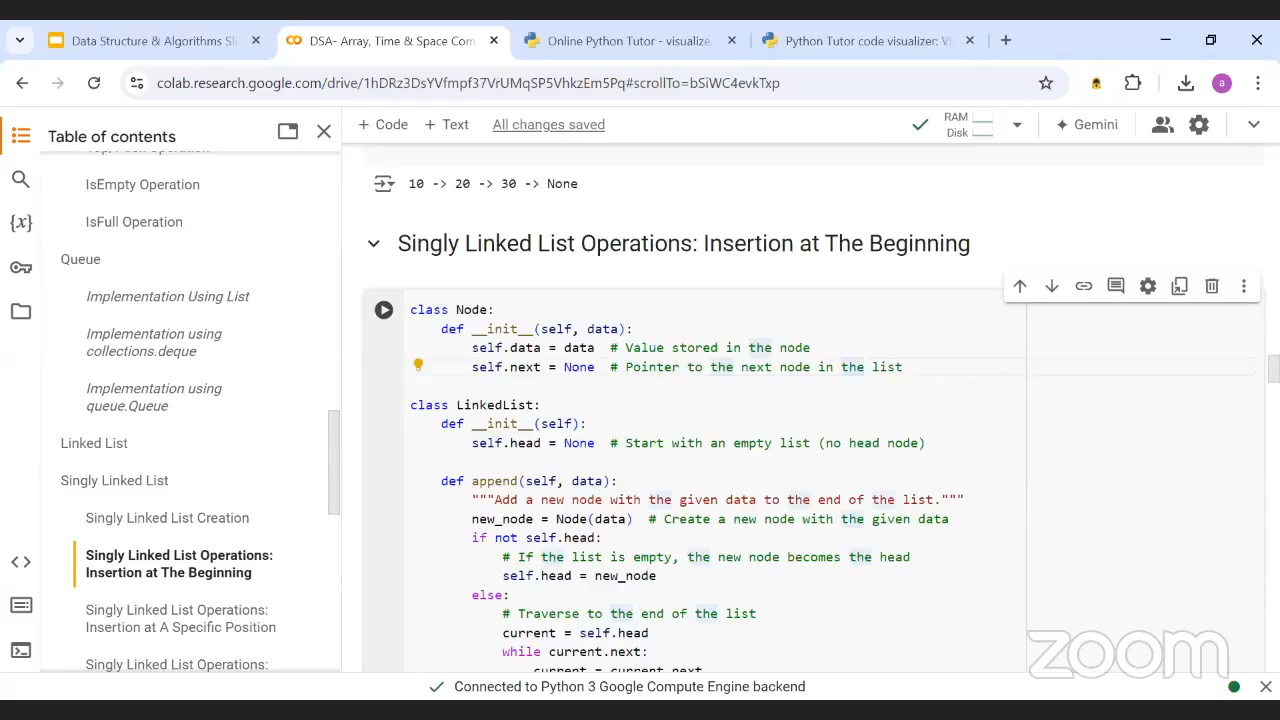 Data Structure & Algorithms Sli
DSA- Array, Time & Space Com
Online Python Tutor - visualize
Python Tutor code visualizer: Vi
colab.research.google.com/drive/1hDRz3DsYVfmpf37VrUMqSP5VhkzEm5Pq#scrollTo=bSiWC4evkTxp
a
Table of contents
+ Code + Text All changes saved
RAM
Disk
Gemini
IsEmpty Operation
IsFull Operation
Queue
Implementation Using List
Implementation using
collections.deque
Implementation using
queue.Queue
Linked List
Singly Linked List
Singly Linked List Creation
Singly Linked List Operations:
Insertion at The Beginning
Singly Linked List Operations:
Insertion at A Specific Position
Singly Linked List Operations:
{x}
10 -> 20 -> 30 -> None
Singly Linked List Operations: Insertion at The Beginning
class Node:
def __init__(self, data):
self.data = data # Value stored in the node
self.next = None # Pointer to the next node in the list
class LinkedList:
def __init__(self):
self.head = None # Start with an empty list (no head node)
def append(self, data):
"""Add a new node with the given data to the end of the list."""
new_node = Node(data) # Create a new node with the given data
if not self.head:
# If the list is empty, the new node becomes the head
self.head = new_node
else:
# Traverse to the end of the list
current = self.head
while current.next:
current = current.next
zoom
Connected to Python 3 Google Compute Engine backend